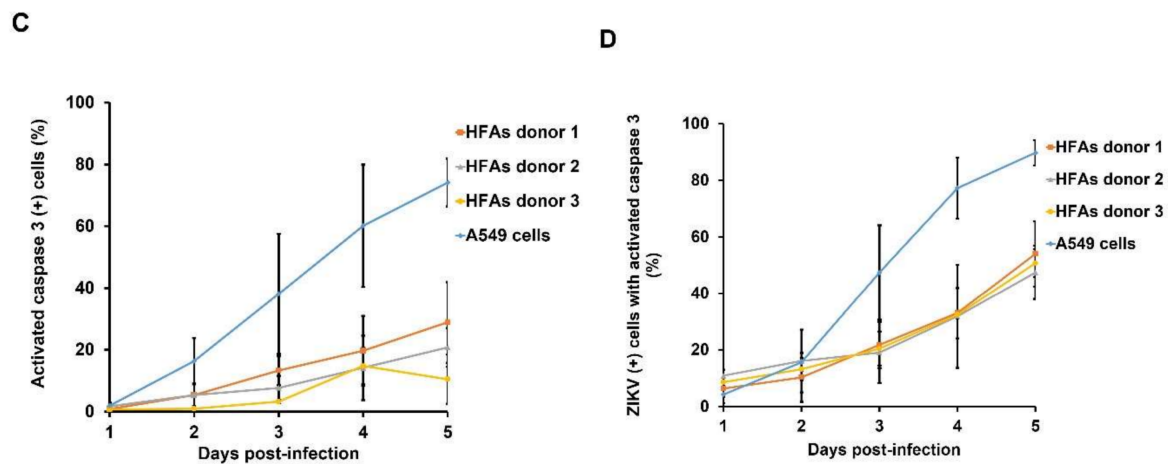 C
Activated caspase 3 (+) cells (%)
100
80
60
40
20
0
1 2 3 4 5
Days post-infection
HFAs donor 1
HFAs donor 2
HFAs donor 3
A549 cells
D
ZIKV (+) cells with activated caspase 3
(%)
100
80
60
40
20
0
1 2 3 4 5
Days post-infection
HFAs donor 1
HFAs donor 2
HFAs donor 3
A549 cells